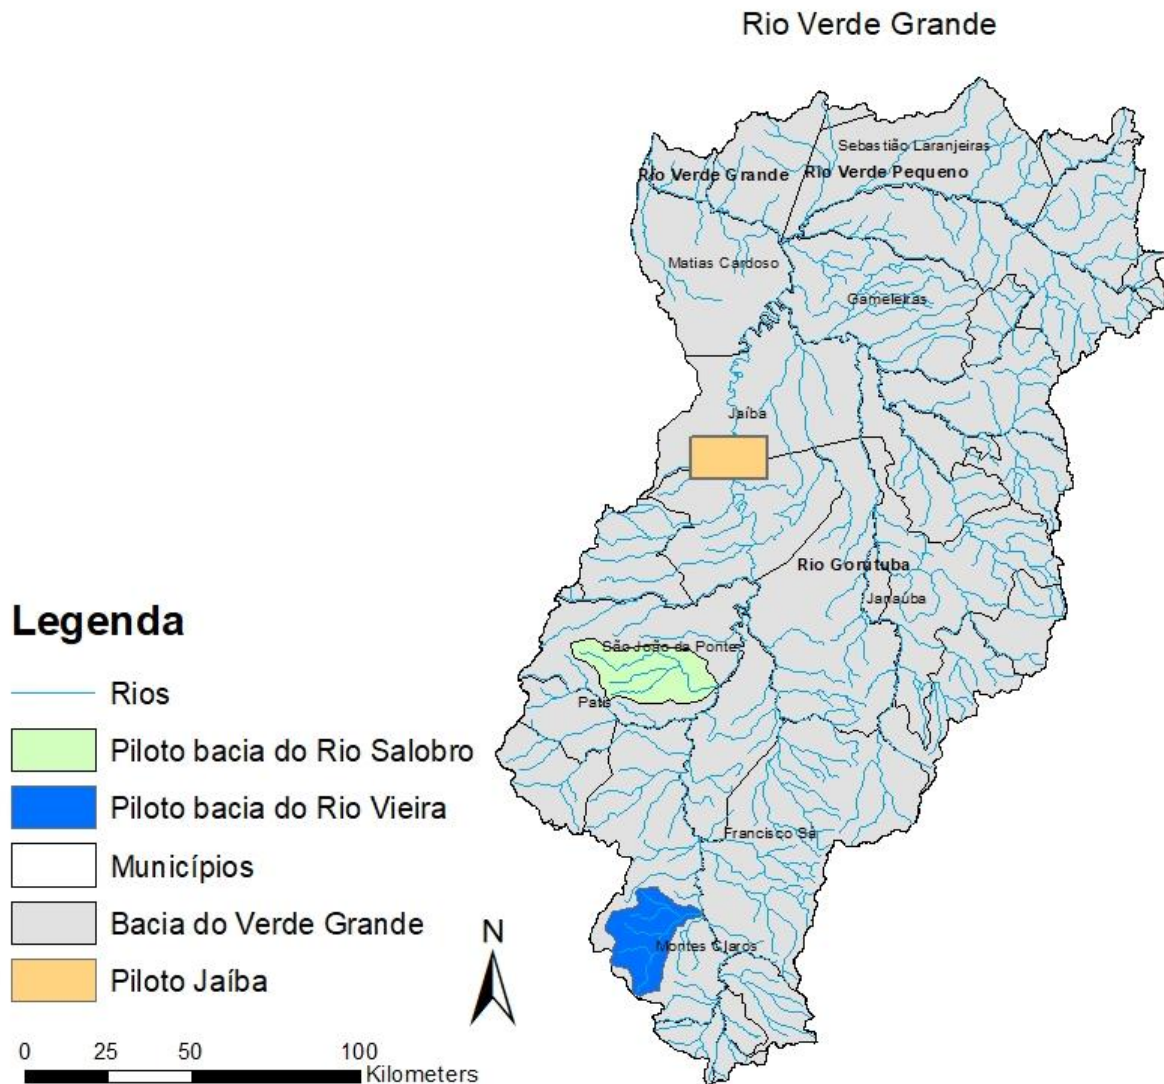 Rio Verde Grande
Sebastião Laranjeiras
Rio Verde Grande
Rio Verde Pequeno
Matias Cardoso
Gameleiras
Jaíba
Rio Gorutuba
Janaúba
São João da Ponte
Patis
Francisco Sá
Montes Claros
Legenda
Rios
Piloto bacia do Rio Salobro
Piloto bacia do Rio Vieira
Municípios
Bacia do Verde Grande
Piloto Jaíba
N
0 25 50 100
Kilometers